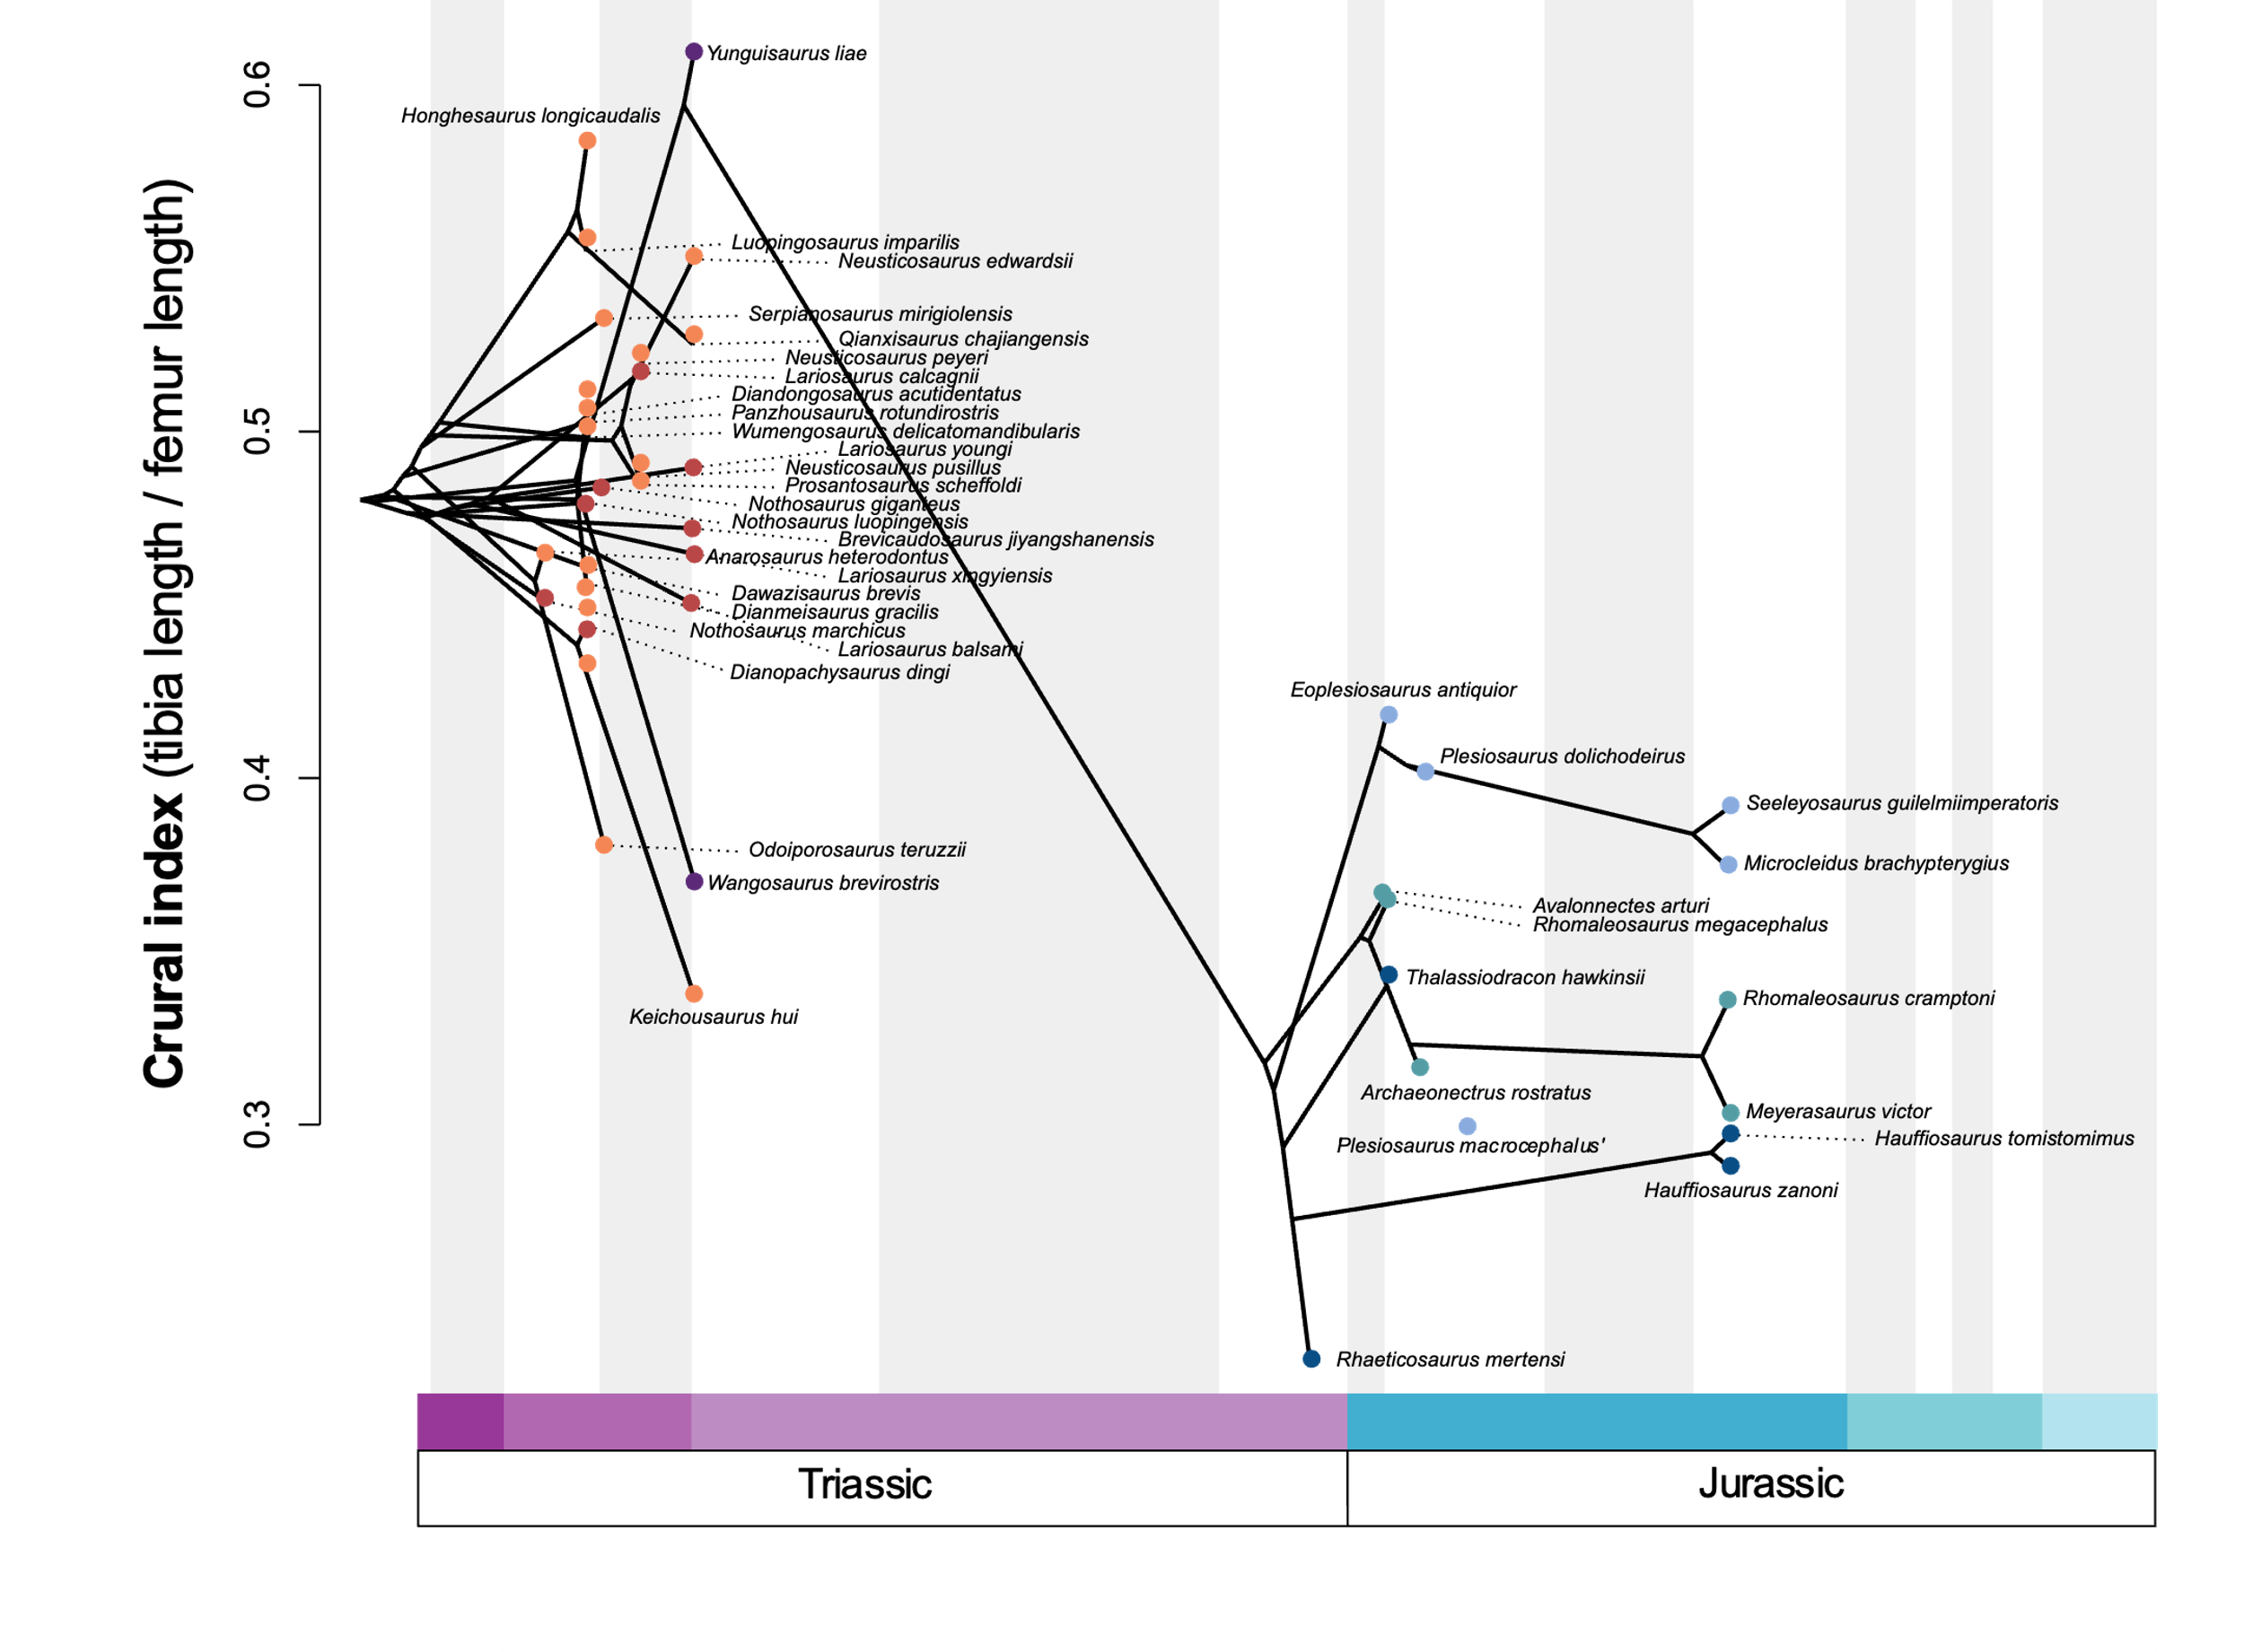 Yunguisaurus liae
0.6
Honghesaurus longicaudalis
Luopingosaurus imparilis
Neusticosaurus edwardsii
Serpianosaurus mirigiolensis
Qianxisaurus chajiangensis
Neusticosaurus peyeri
Lariosaurus calcagnii
Diandongosaurus acutidentatus
Panzhousaurus rotundirostris
0.5
Wumengosaurus delicatomandibularis
Lariosaurus youngi
Neusticosaurus pusillus
Prosantosaurus scheffoldi
Nothosaurus giganteus
Nothosaurus luopingensis
Brevicaudosaurus jiyangshanensis
Anarosaurus heterodontus
Lariosaurus xingyiensis
Dawazisaurus brevis
Dianmeisaurus gracilis
Nothosaurus marchicus
Lariosaurus balsami
Dianopachysaurus dingi
Crural index (tibia length / femur length)
Eoplesiosaurus antiquior
Plesiosaurus dolichodeirus
0.4
Seeleyosaurus guilelmiimperatoris
Odoiporosaurus teruzzii
Microcleidus brachypterygius
Wangosaurus brevirostris
Avalonnectes arturi
Rhomaleosaurus megacephalus
Thalassiodracon hawkinsii
Rhomaleosaurus cramptoni
Keichousaurus hui
Archaeonectrus rostratus
Meyerasaurus victor
0.3
Hauffiosaurus tomistomimus
Plesiosaurus macrocephalus'
Hauffiosaurus zanoni
Rhaeticosaurus mertensi
Triassic
Jurassic